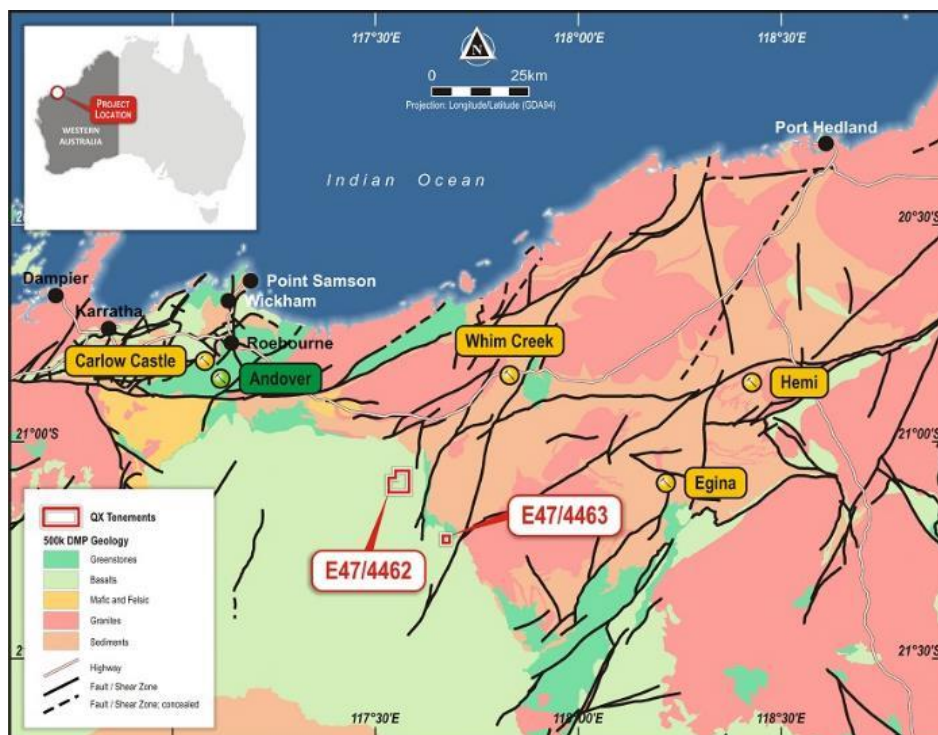 117°30'E
118°00'E
118°30'E
N
0 25km
Projection: Longitude/Latitude (GDA94)
PROJECT
LOCATION
WESTERN
AUSTRALIA
Port Hedland
Indian Ocean
20°30'S
Dampier
Point Samson
Wickham
Karratha
Roebourne
Whim Creek
Carlow Castle
Andover
Hemi
21°00'S
21°00'S
Egina
E47/4463
E47/4462
QX Tenements
500k DMP Geology
Greenstones
Basalts
Mafic and Felsic
Granites
Sediments
Highway
Fault / Shear Zone
Fault / Shear Zone; concealed
21°30'S
117°30'E
118°00'E
118°30'E